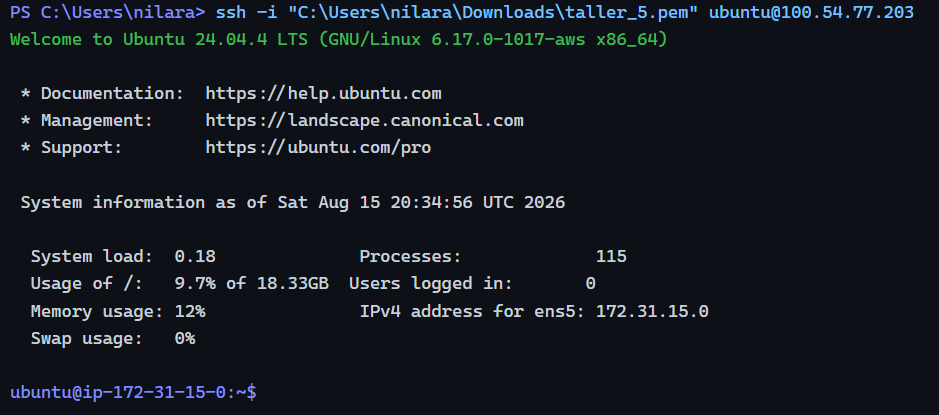 PS C:\Users\nilara> ssh -i "C:\Users\nilara\Downloads\taller_5.pem" ubuntu@100.54.77.203
Welcome to Ubuntu 24.04.4 LTS (GNU/Linux 6.17.0-1017-aws x86_64)
* Documentation: https://help.ubuntu.com
* Management: https://landscape.canonical.com
* Support: https://ubuntu.com/pro
System information as of Sat Aug 15 20:34:56 UTC 2026
System load: 0.18 Processes: 115
Usage of /: 9.7% of 18.33GB Users logged in: 0
Memory usage: 12% IPv4 address for ens5: 172.31.15.0
Swap usage: 0%
ubuntu@ip-172-31-15-0:~$